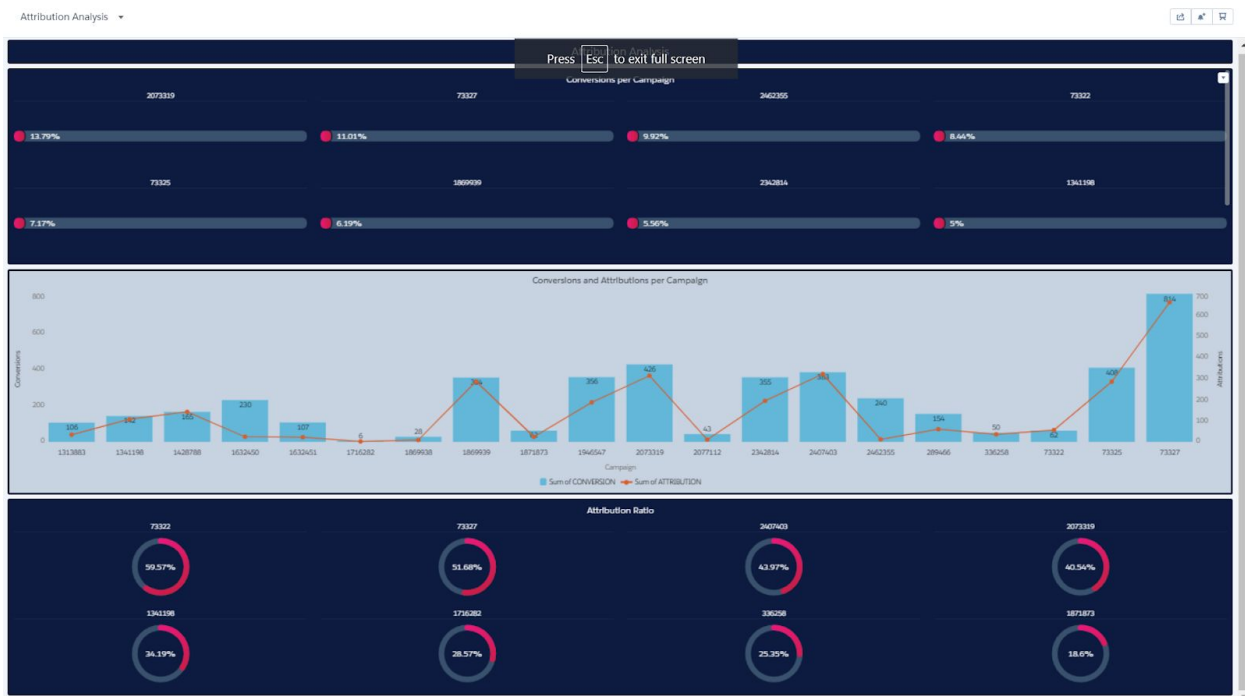 Attribution Analysis
Attribution Analysis
Press Esc to exit full screen
Conversions per Campaign
2073319 73327 2462355 73322
13.79% 11.01% 9.92% 8.44%
73325 1869939 2342814 1341198
7.17% 6.19% 5.56% 5%
Conversions and Attributions per Campaign
800 700
600 600
500
400 400
300
200 200
100
0 0
Conversions
Attributions
106 142 165 230 107 6 28 356 426 43 355 383 240 154 50 62 408 814
1313883 1341198 1428788 1632450 1632451 1716282 1869938 1869939 1871873 1946547 2073319 2077112 2342814 2407403 2462355 289466 336258 73322 73325 73327
Campaign
Sum of CONVERSION Sum of ATTRIBUTION
Attribution Ratio
73322 73327 2407403 2073319
59.57% 51.68% 43.97% 40.54%
1341198 1716282 336258 1871873
34.19% 28.57% 25.35% 18.6%